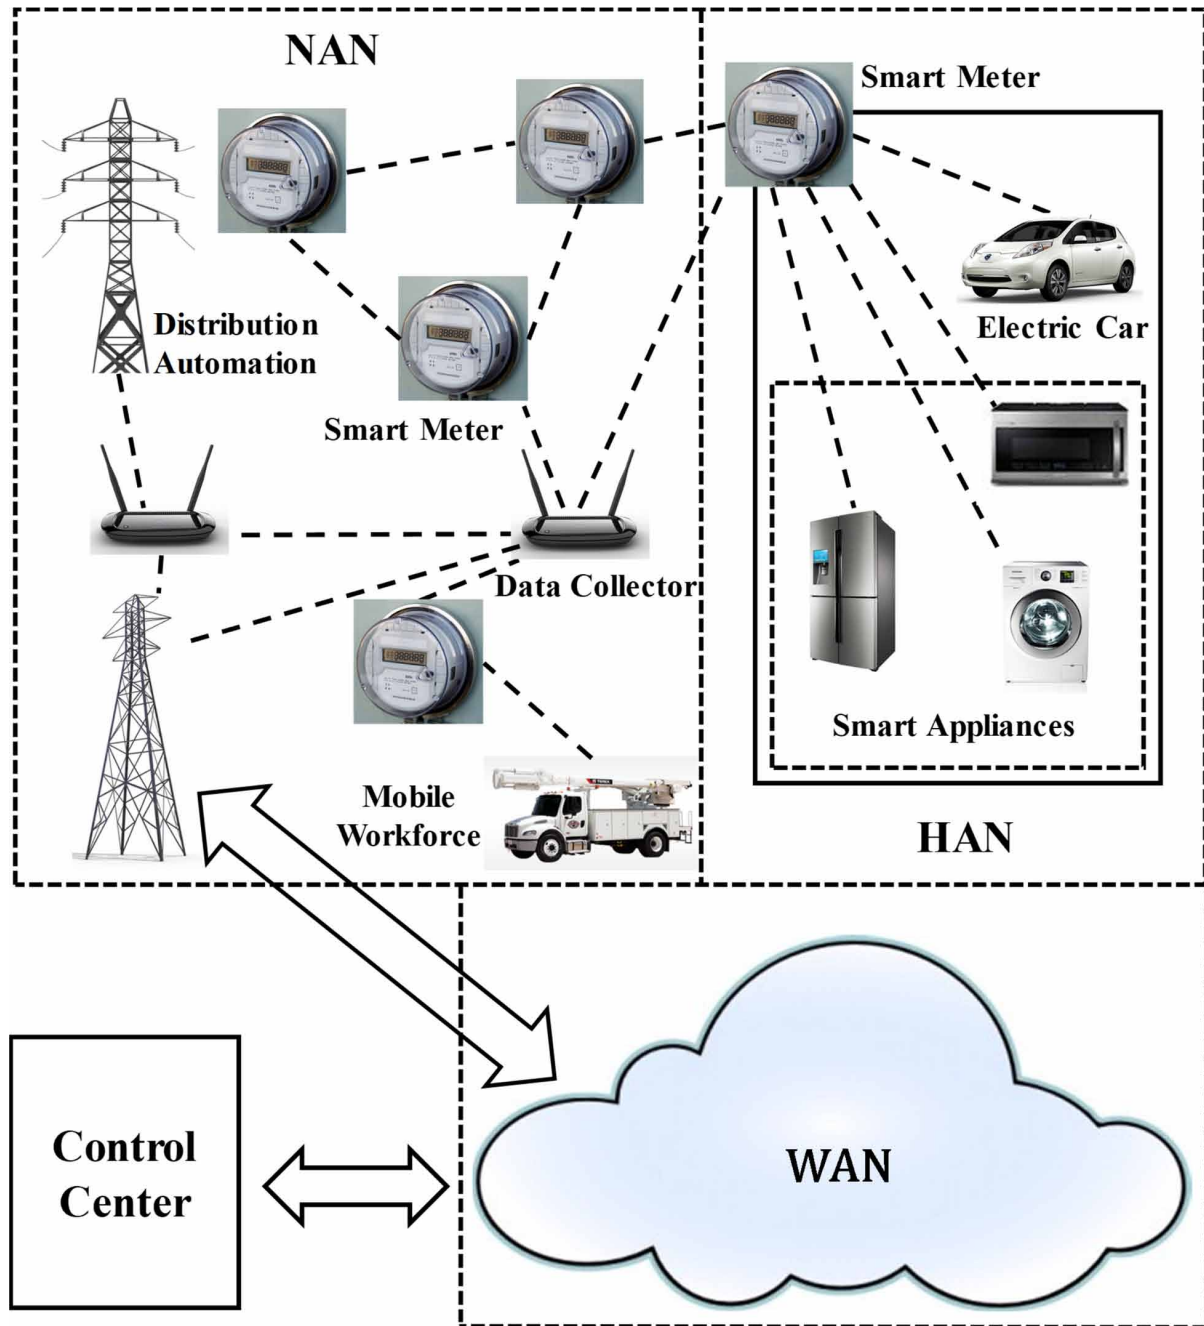 NAN
Smart Meter
Distribution
Automation
Electric Car
Smart Meter
Data Collector
Smart Appliances
Mobile
Workforce
HAN
Control
Center
WAN